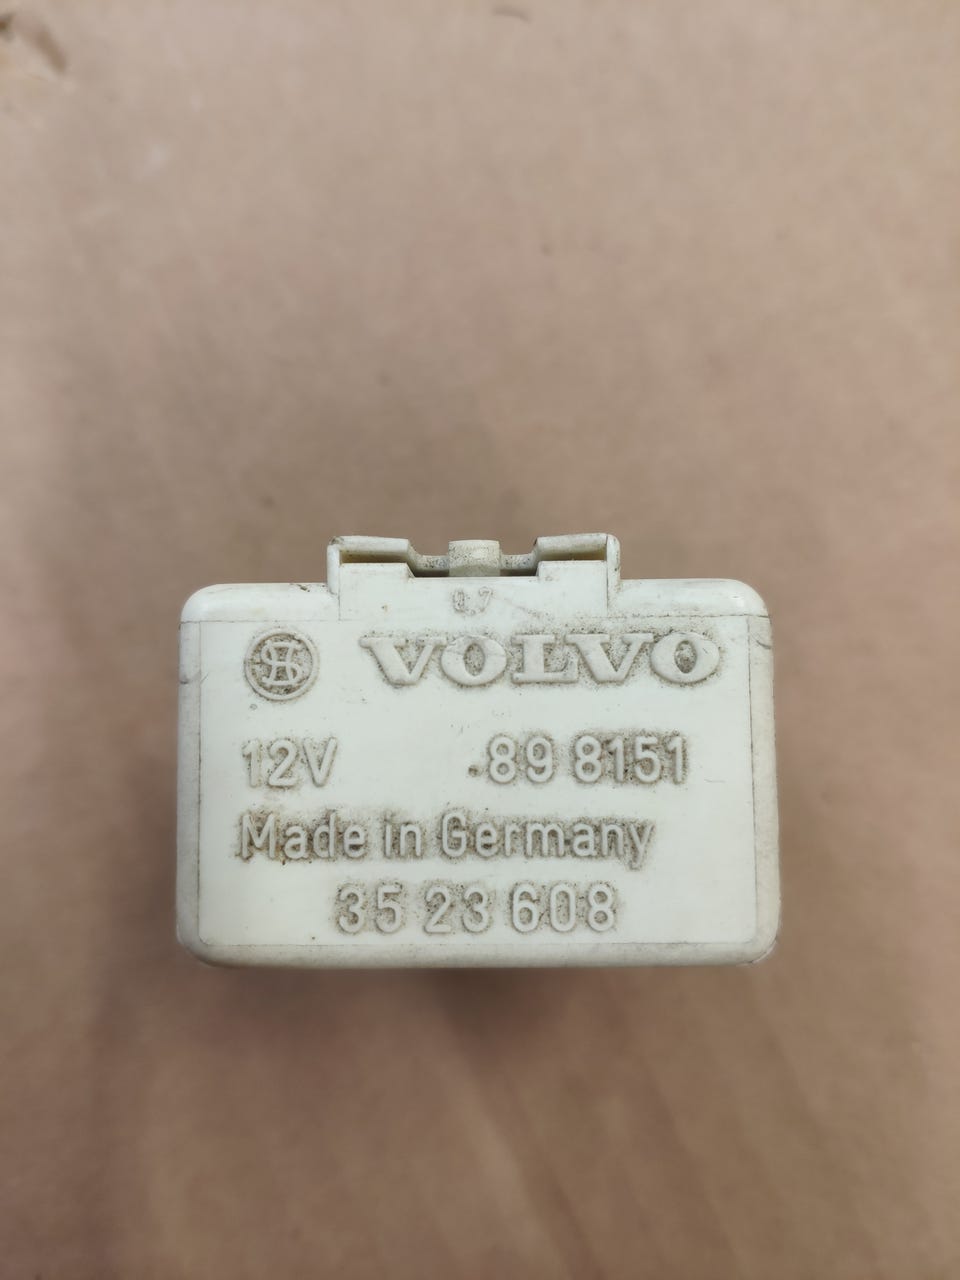 VOLVO
12V .89 8151
Made in Germany
35 23 608